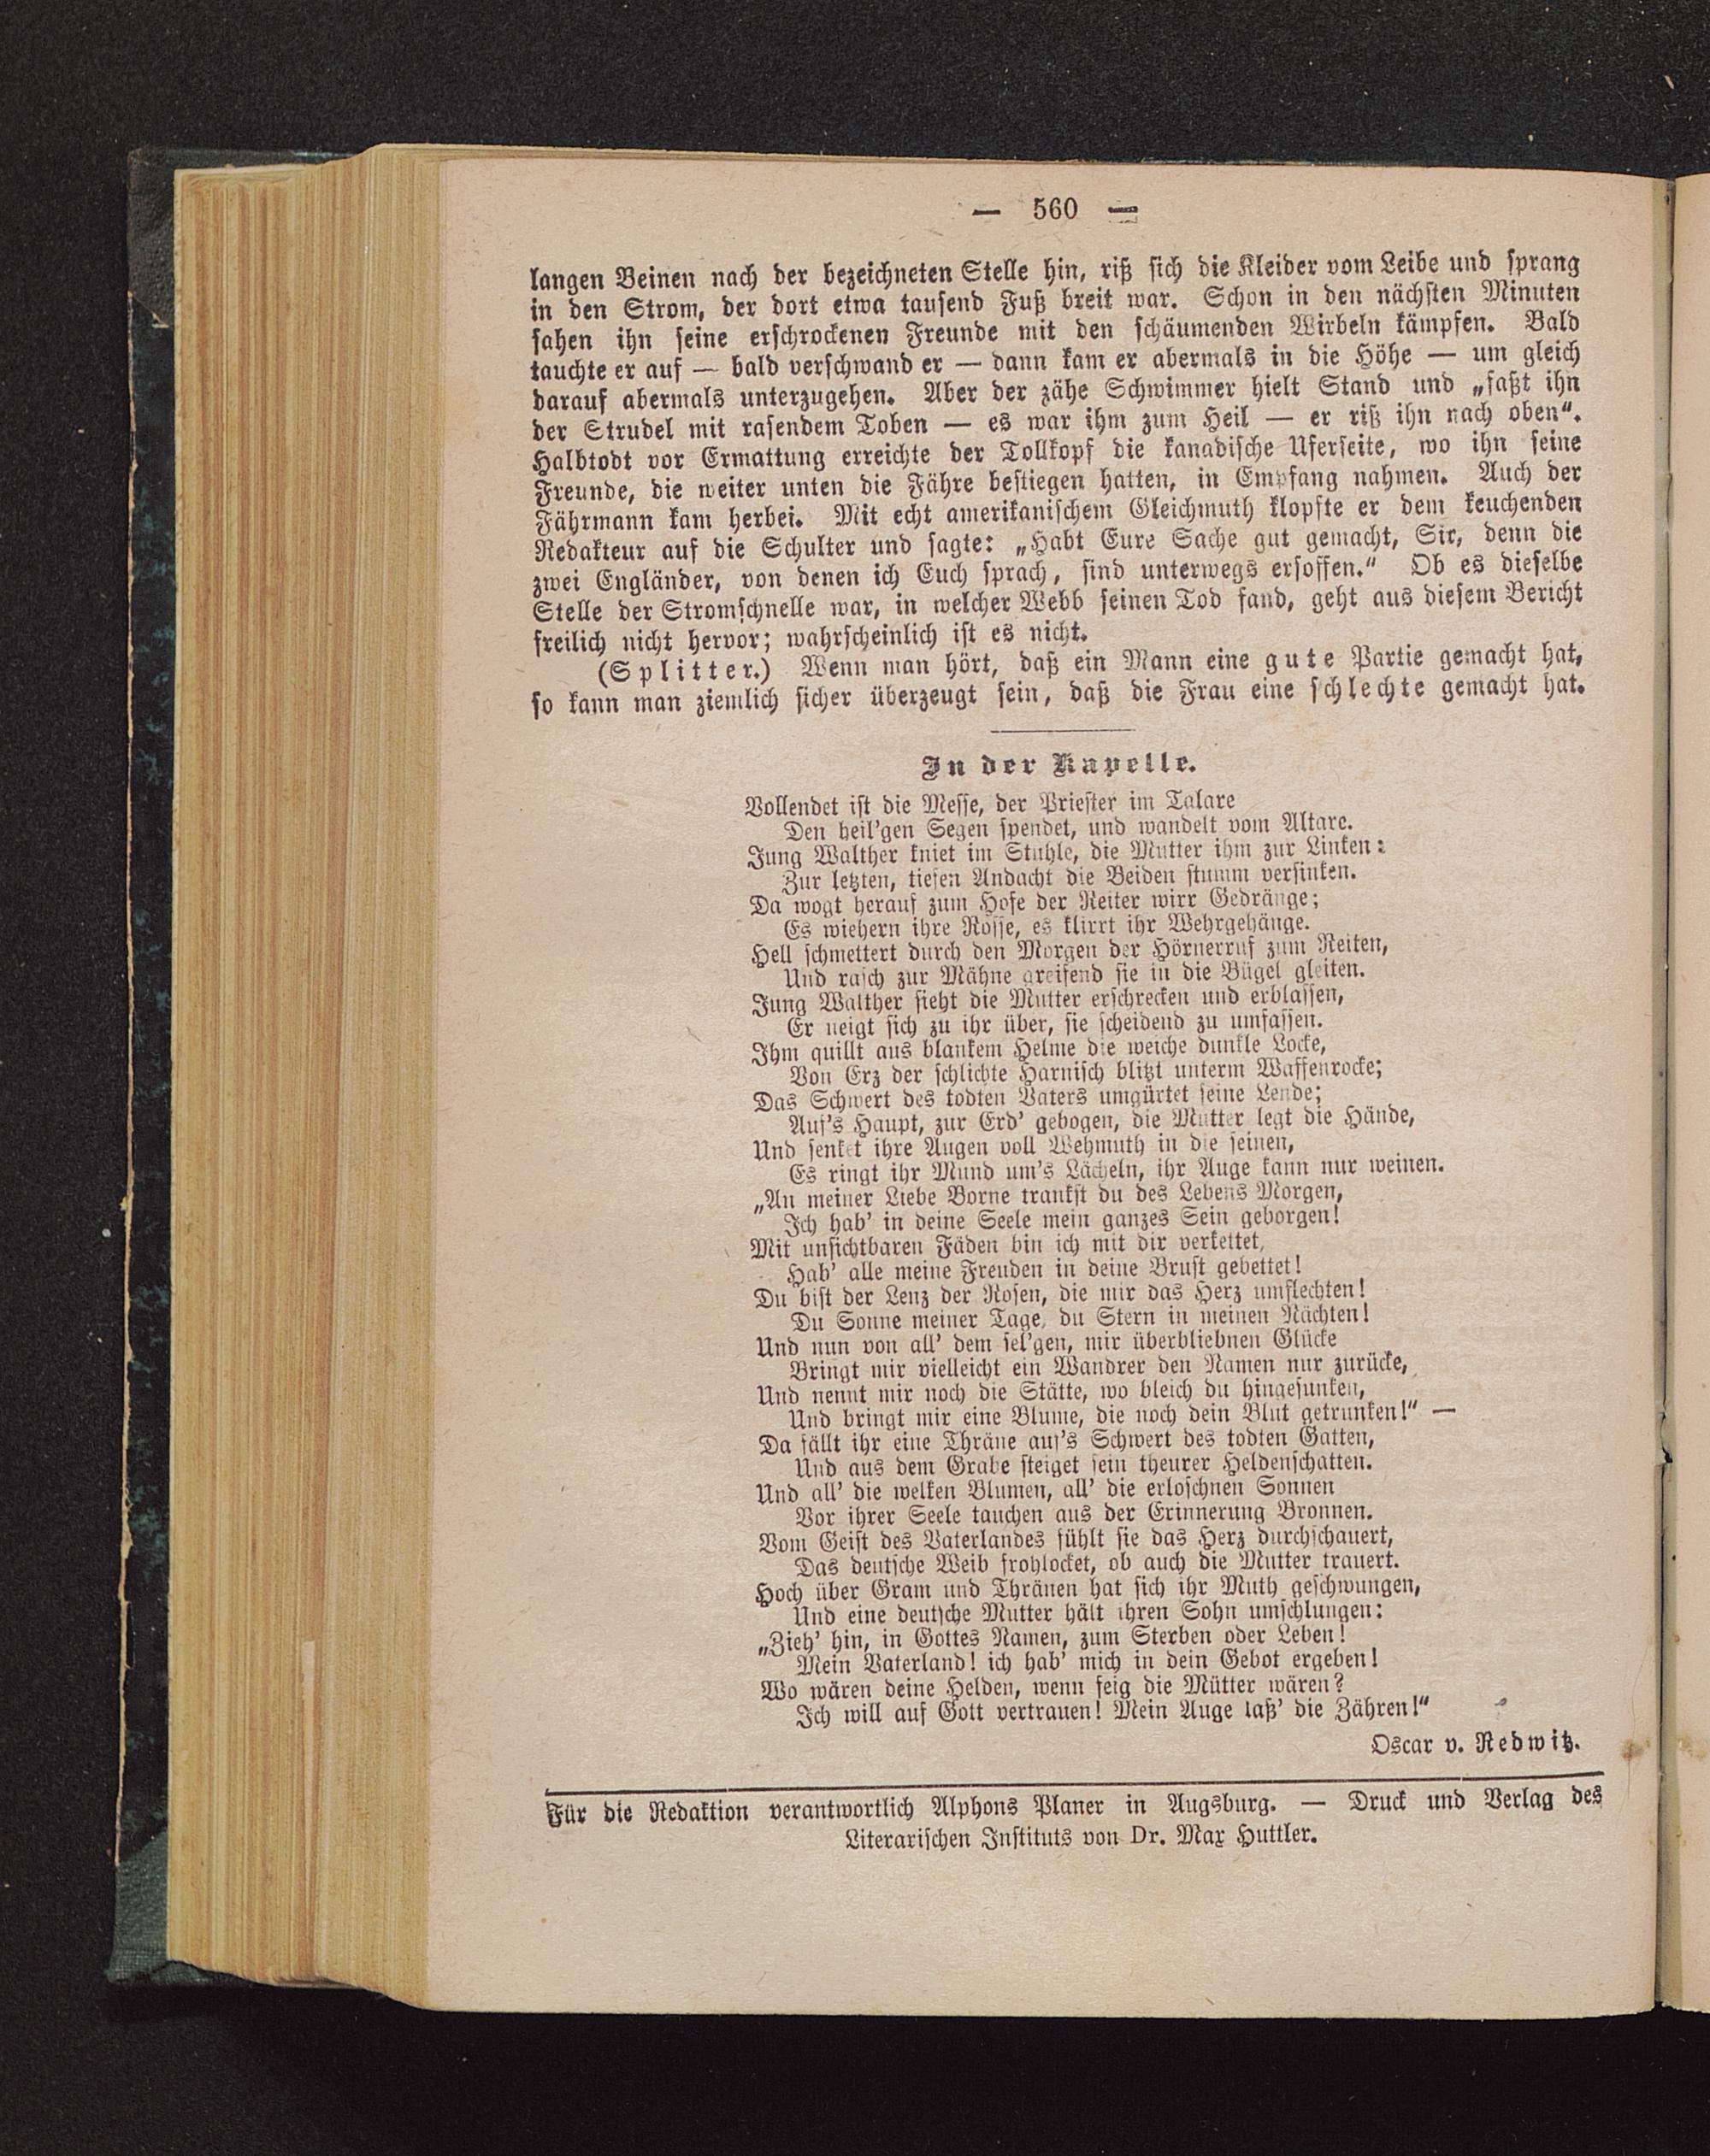 — 560 —
langen Beinen nach der bezeichneten Stelle hin, riß sich die Kleider vom Leibe und sprang
in den Strom, der dort etwa tausend Fuß breit war. Schon in den nächsten Minuten
sahen ihn seine erschrockenen Freunde mit den schäumenden Wirbeln kämpfen. Bald
tauchte er auf — bald verschwand er — dann kam er abermals in die Höhe — um gleich
darauf abermals unterzugehen. Aber der zähe Schwimmer hielt Stand und „faßt ihn
der Strudel mit rasendem Toben — es war ihm zum Heil — er riß ihn nach oben“.
Halbtodt vor Ermattung erreichte der Tollkopf die kanadische Uferseite, wo ihn seine
Freunde, die weiter unten die Fähre bestiegen hatten, in Empfang nahmen. Auch der
Fährmann kam herbei. Mit echt amerikanischem Gleichmuth klopfte er dem keuchenden
Redakteur auf die Schulter und sagte: „Habt Eure Sache gut gemacht, Sir, denn die
zwei Engländer, von denen ich Euch sprach, sind unterwegs ersoffen.“ Ob es dieselbe
Stelle der Stromschnelle war, in welcher Webb seinen Tod fand, geht aus diesem Bericht
freilich nicht hervor; wahrscheinlich ist es nicht.
(Splitter.) Wenn man hört, daß ein Mann eine gute Partie gemacht hat,
so kann man ziemlich sicher überzeugt sein, daß die Frau eine schlechte gemacht hat.
In der Kapelle.
Vollendet ist die Messe, der Priester im Talare
Den heil'gen Segen spendet, und wandelt vom Altare.
Jung Walther kniet im Stuhle, die Mutter ihm zur Linken:
Zur letzten, tiefen Andacht die Beiden stumm versinken.
Da wogt herauf zum Hofe der Reiter wirr Gedränge;
Es wiehern ihre Rosse, es klirrt ihr Wehrgehänge.
Hell schmettert durch den Morgen der Hörnerruf zum Reiten,
Und rasch zur Mähne greifend sie in die Bügel gleiten.
Jung Walther sieht die Mutter erschrecken und erblassen,
Er neigt sich zu ihr über, sie scheidend zu umfassen.
Ihm quillt aus blankem Helme die weiche dunkle Locke,
Von Erz der schlichte Harnisch blitzt unterm Waffenrocke;
Das Schwert des todten Vaters umgürtet seine Lende;
Auf's Haupt, zur Erd' gebogen, die Mutter legt die Hände,
Und senket ihre Augen voll Wehmuth in die seinen,
Es ringt ihr Mund um's Lächeln, ihr Auge kann nur weinen.
„An meiner Liebe Borne trankst du des Lebens Morgen,
Ich hab' in deine Seele mein ganzes Sein geborgen!
Mit unsichtbaren Fäden bin ich mit dir verkettet,
Hab' alle meine Freuden in deine Brust gebettet!
Du bist der Lenz der Rosen, die mir das Herz umflechten!
Du Sonne meiner Tage, du Stern in meinen Nächten!
Und nun von all' dem sel'gen, mir überbliebnen Glücke
Bringt mir vielleicht ein Wandrer den Namen nur zurücke,
Und nennt mir noch die Stätte, wo bleich du hingesunken,
Und bringt mir eine Blume, die noch dein Blut getrunken!“ —
Da fällt ihr eine Thräne auf's Schwert des todten Gatten,
Und aus dem Grabe steiget sein theurer Heldenschatten.
Und all' die welken Blumen, all' die erloschnen Sonnen
Vor ihrer Seele tauchen aus der Erinnerung Bronnen.
Vom Geist des Vaterlandes fühlt sie das Herz durchschauert,
Das deutsche Weib frohlocket, ob auch die Mutter trauert.
Hoch über Gram und Thränen hat sich ihr Muth geschwungen,
Und eine deutsche Mutter hält ihren Sohn umschlungen:
„Zieh' hin, in Gottes Namen, zum Sterben oder Leben!
Mein Vaterland! ich hab' mich in dein Gebot ergeben!
Wo wären deine Helden, wenn feig die Mütter wären?
Ich will auf Gott vertrauen! Mein Auge laß' die Zähren!“
Oscar v. Redwitz.
Für die Redaktion verantwortlich Alphons Planer in Augsburg. — Druck und Verlag des
Literarischen Instituts von Dr. Max Huttler.